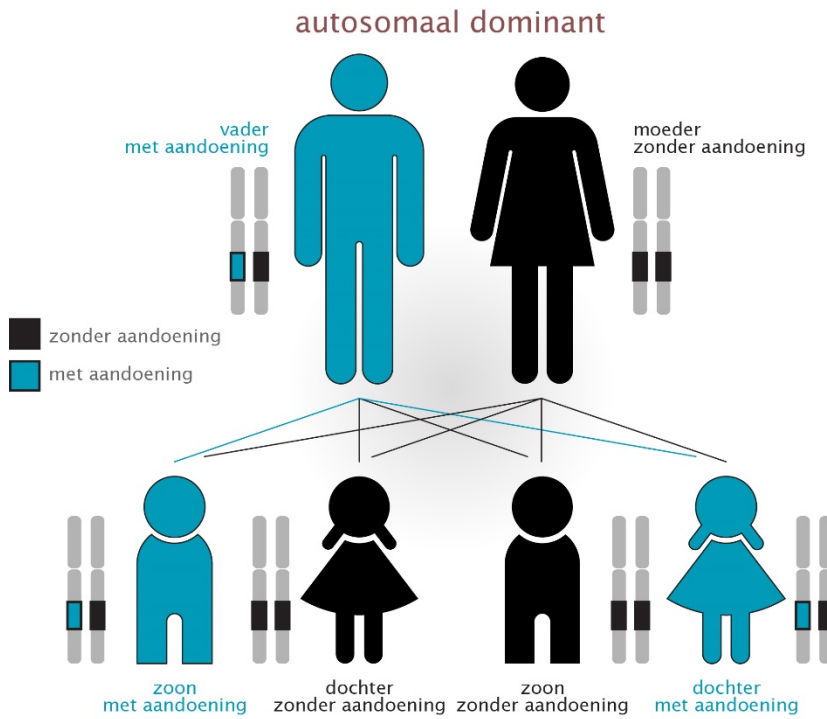 autosomaal dominant
vader
met aandoening
moeder
zonder aandoening
zonder aandoening
met aandoening
zoon
met aandoening
dochter
zonder aandoening
zoon
zonder aandoening
dochter
met aandoening